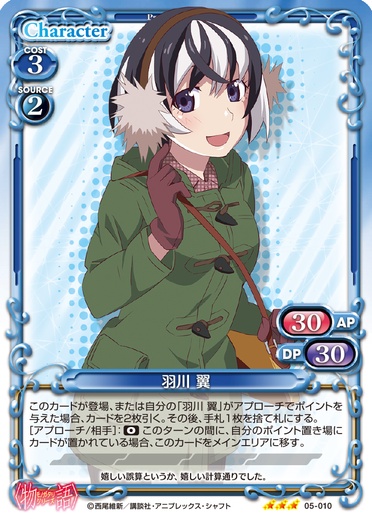 Character
COST
3
SOURCE
2
30 AP
DP 30
羽川 翼
このカードが登場、または自分の「羽川 翼」がアプローチでポイントを
与えた場合、カードを2枚引く。その後、手札1枚を捨て札にする。
[アプローチ/相手]: このターンの間に、自分のポイント置き場に
カードが置かれている場合、このカードをメインエリアに移す。
嬉しい誤算というか、嬉しい計算通りでした。
物語
©西尾維新/講談社・アニプレックス・シャフト
05-010